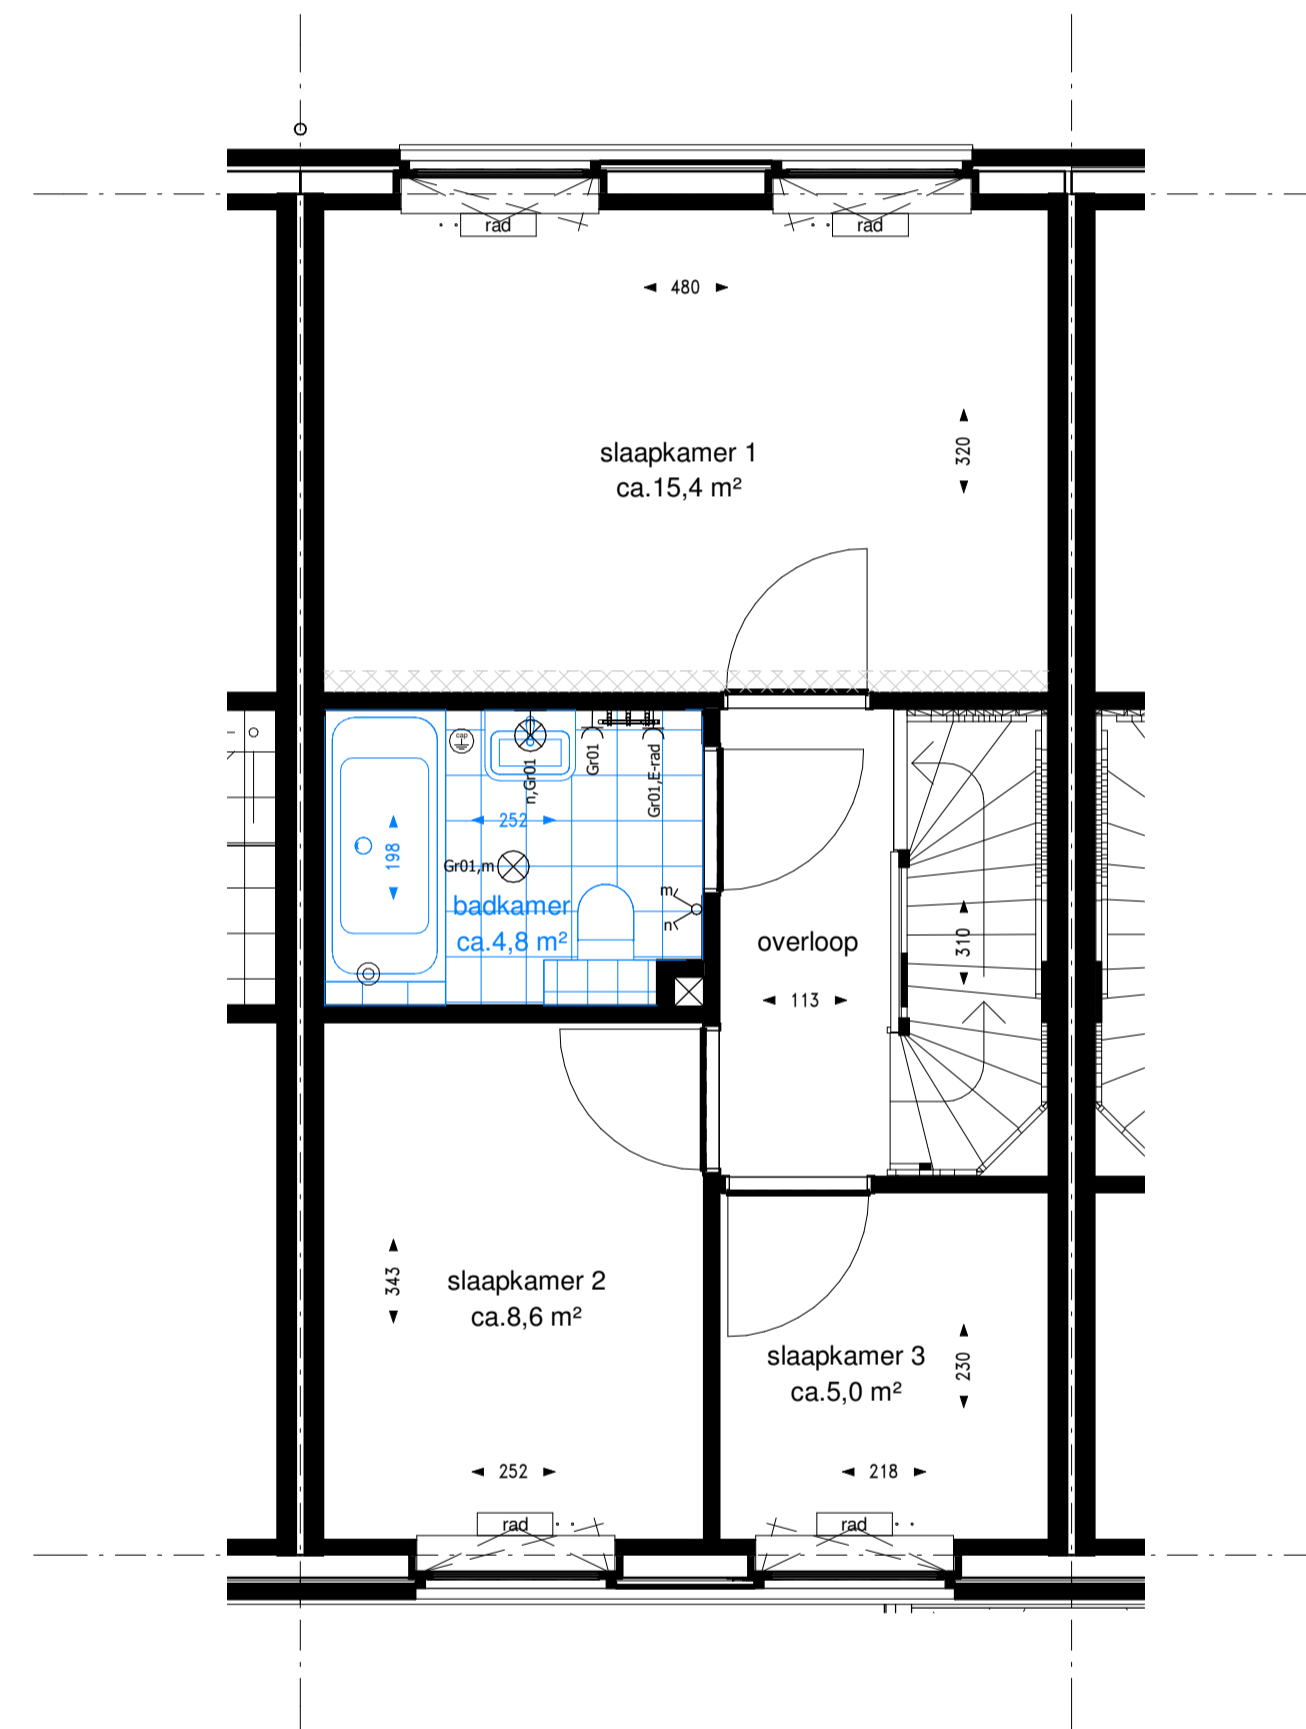 rad
rad
480
320
slaapkamer 1
ca.15,4 m²
cap
n,Gr01
Gr01
Gr01,E-rad
252
198
Gr01,m
badkamer
ca.4,8 m²
m
n
overloop
113
310
343
slaapkamer 2
ca.8,6 m²
slaapkamer 3
ca.5,0 m²
230
252
218
rad
rad